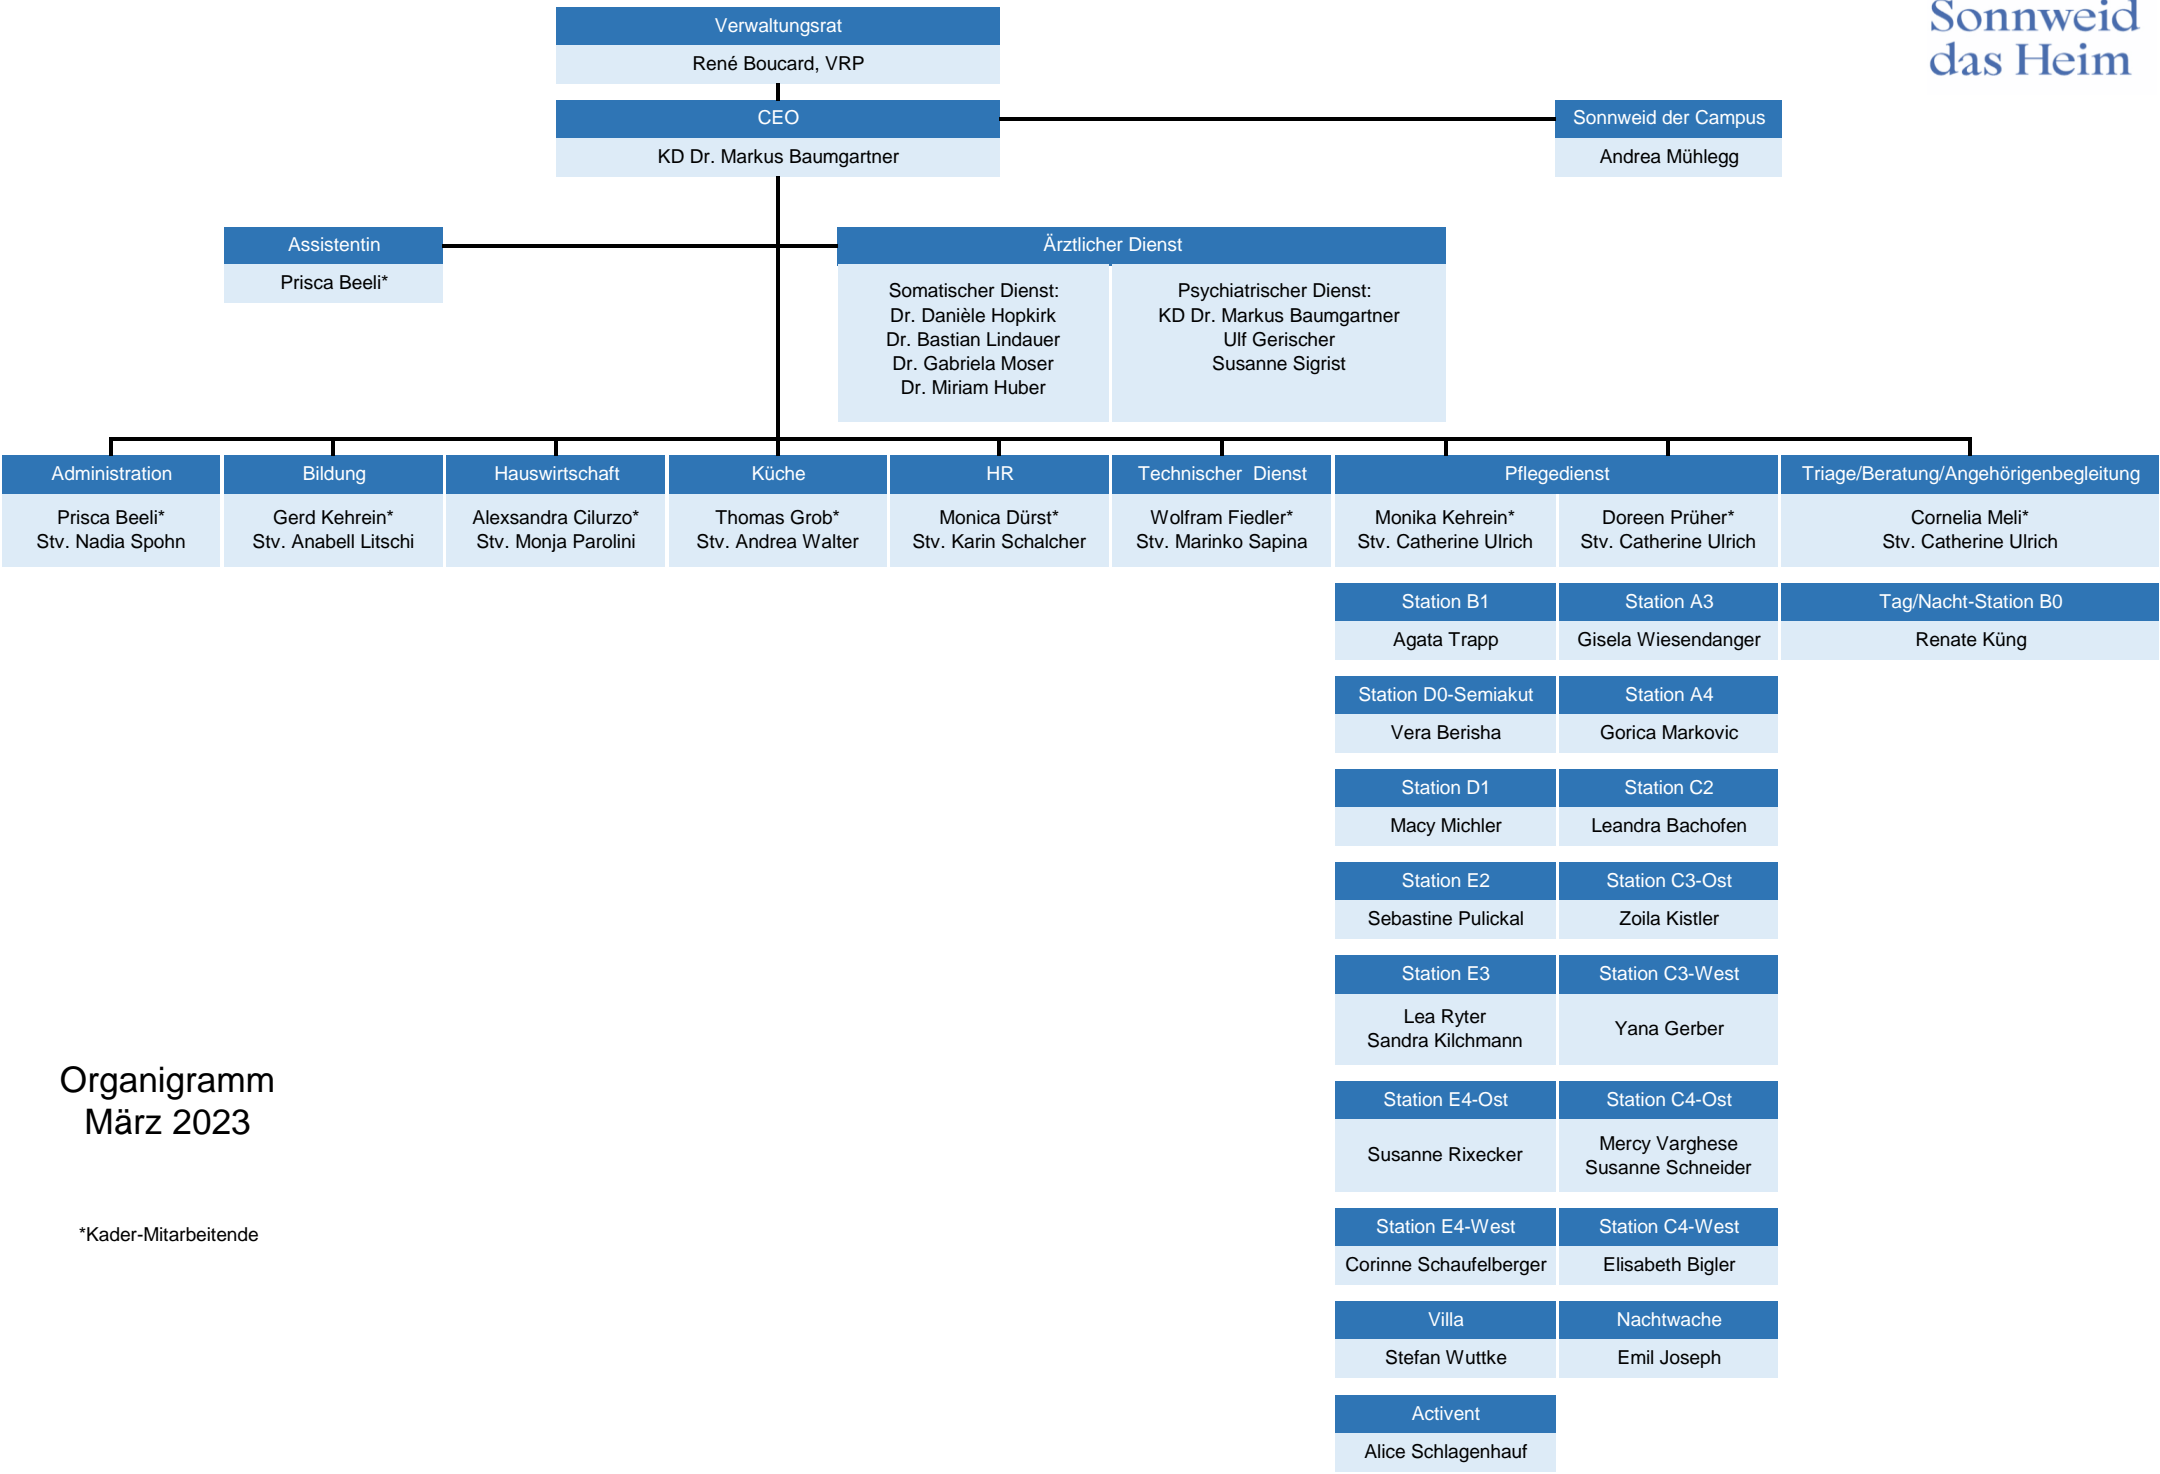 Sonnweid
das Heim
Verwaltungsrat
René Boucard, VRP
CEO
KD Dr. Markus Baumgartner
Sonnweid der Campus
Andrea Mühlegg
Assistentin
Prisca Beeli*
Ärztlicher Dienst
Somatischer Dienst:
Dr. Danièle Hopkirk
Dr. Bastian Lindauer
Dr. Gabriela Moser
Dr. Miriam Huber
Psychiatrischer Dienst:
KD Dr. Markus Baumgartner
Ulf Gerischer
Susanne Sigrist
Administration
Prisca Beeli*
Stv. Nadia Spohn
Bildung
Gerd Kehrein*
Stv. Anabell Litschi
Hauswirtschaft
Alexsandra Cilurzo*
Stv. Monja Parolini
Küche
Thomas Grob*
Stv. Andrea Walter
HR
Monica Dürst*
Stv. Karin Schalcher
Technischer Dienst
Wolfram Fiedler*
Stv. Marinko Sapina
Pflegedienst
Monika Kehrein*
Stv. Catherine Ulrich
Doreen Prüher*
Stv. Catherine Ulrich
Triage/Beratung/Angehörigenbegleitung
Cornelia Meli*
Stv. Catherine Ulrich
Station B1
Agata Trapp
Station A3
Gisela Wiesendanger
Tag/Nacht-Station B0
Renate Küng
Station D0-Semiakut
Vera Berisha
Station A4
Gorica Markovic
Station D1
Macy Michler
Station C2
Leandra Bachofen
Station E2
Sebastine Pulickal
Station C3-Ost
Zoila Kistler
Station E3
Lea Ryter
Sandra Kilchmann
Station C3-West
Yana Gerber
Station E4-Ost
Susanne Rixecker
Station C4-Ost
Mercy Varghese
Susanne Schneider
Station E4-West
Corinne Schaufelberger
Station C4-West
Elisabeth Bigler
Villa
Stefan Wuttke
Nachtwache
Emil Joseph
Activent
Alice Schlagenhauf
Organigramm
März 2023
*Kader-Mitarbeitende